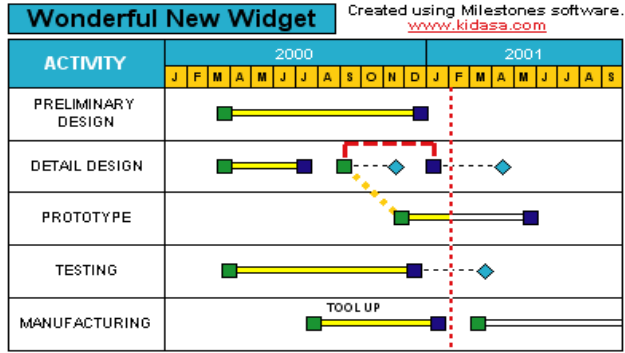 Wonderful New Widget
Created using Milestones software.
www.kidasa.com
ACTIVITY
2000
2001
J F M A M J J A S O N D J F M A M J J A S
PRELIMINARY
DESIGN
DETAIL DESIGN
PROTOTYPE
TESTING
TOOL UP
MANUFACTURING